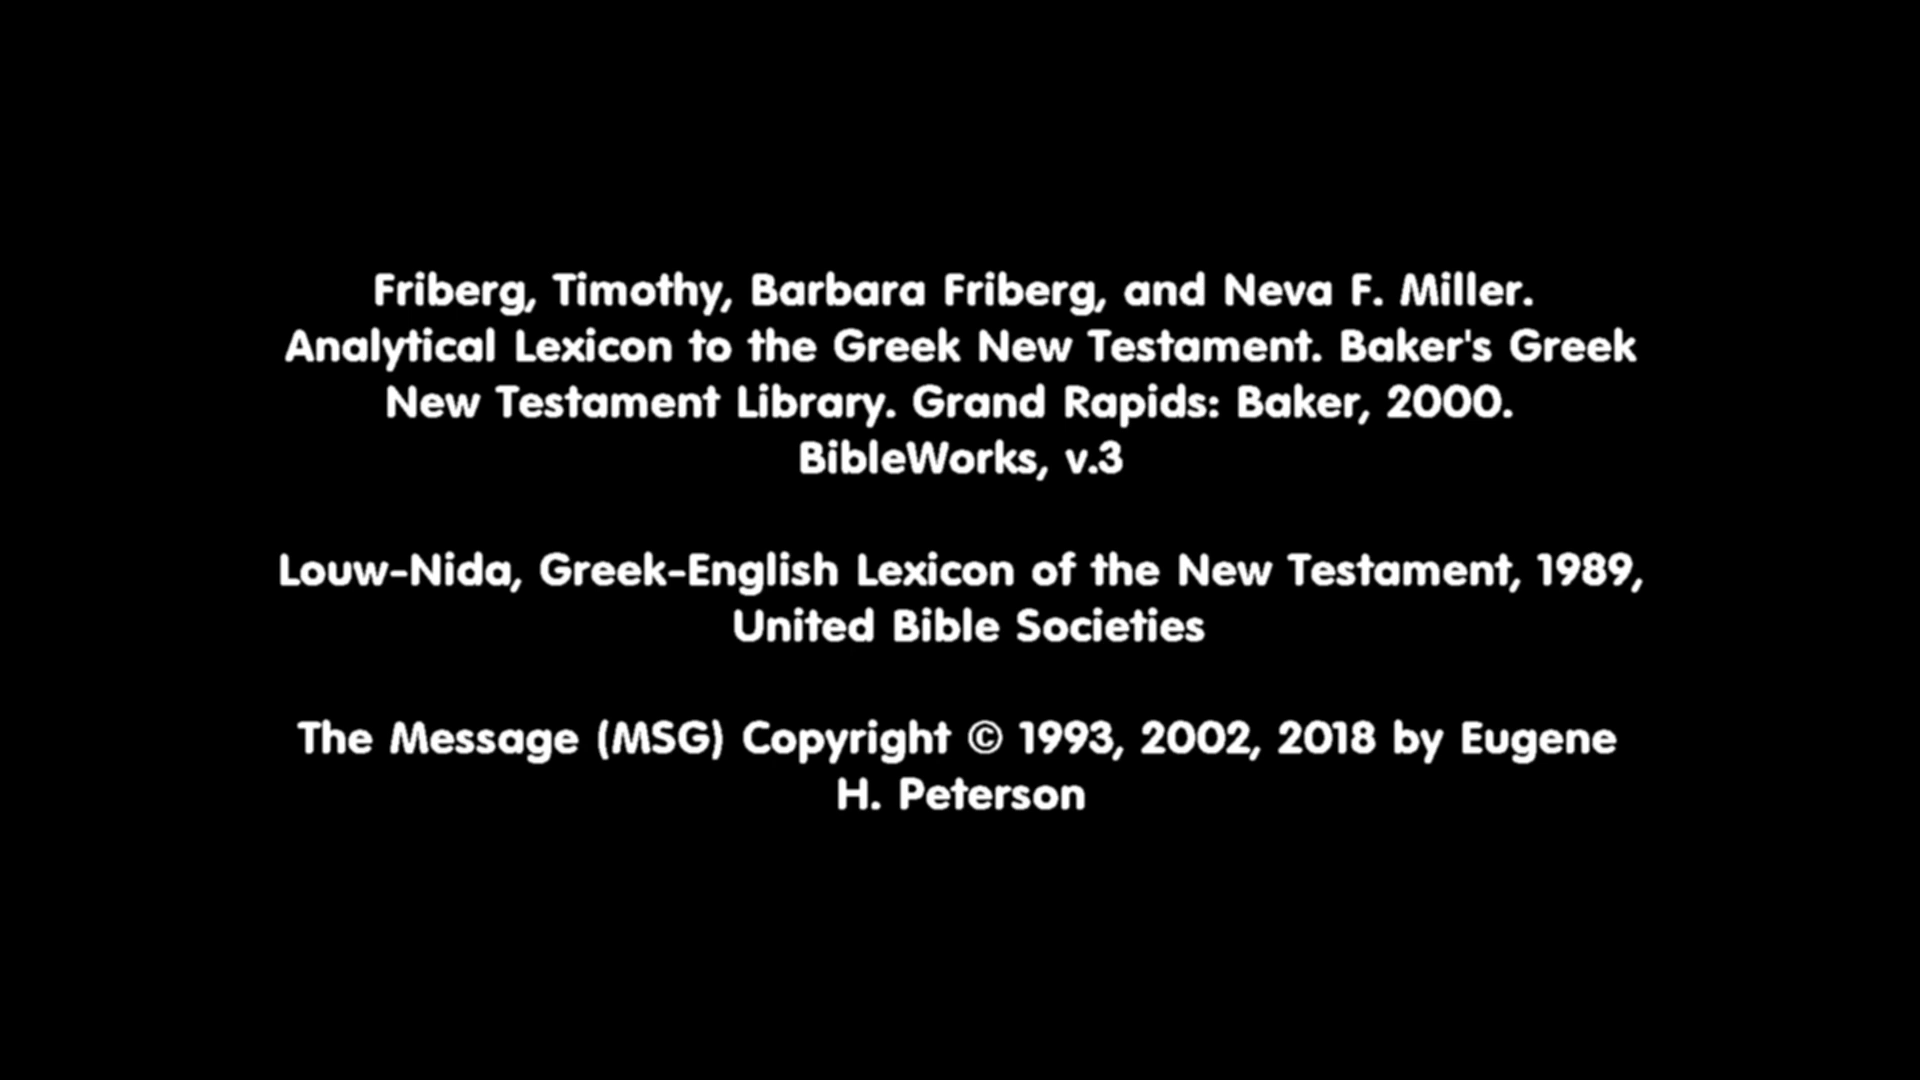 Friberg, Timothy, Barbara Friberg, and Neva F. Miller.
Analytical Lexicon to the Greek New Testament. Baker's Greek
New Testament Library. Grand Rapids: Baker, 2000.
BibleWorks, v.3
Louw-Nida, Greek-English Lexicon of the New Testament, 1989,
United Bible Societies
The Message (MSG) Copyright © 1993, 2002, 2018 by Eugene
H. Peterson